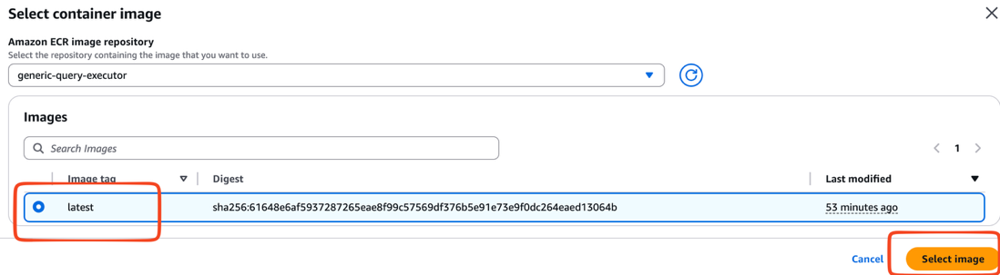 Select container image
Amazon ECR image repository
Select the repository containing the image that you want to use.
generic-query-executor
Images
Search Images
1
Image tag Digest Last modified
latest sha256:61648e6af5937287265eae8f99c57569df376b5e91e73e9f0dc264eaed13064b 53 minutes ago
Cancel Select image